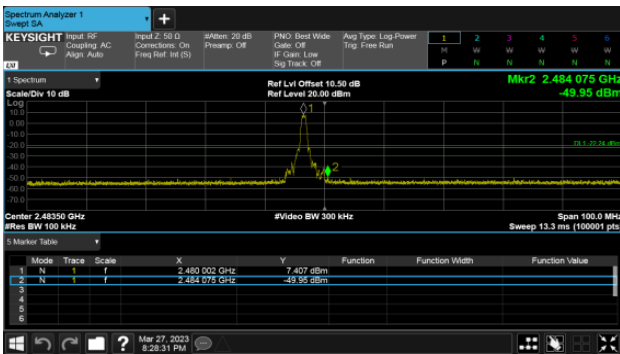 Spectrum Analyzer 1
Swept SA
KEYSIGHT Input: RF Input Z: 50 Ω #Atten: 20 dB PNO: Best Wide Avg Type: Log-Power 1 2 3 4 5 6
Coupling: AC Corrections: On Preamp: Off Gate: Off Trig: Free Run M W W W W W
Align: Auto Freq Ref: Int (S) IF Gain: Low
LXI Sig Track: Off P N N N N N
1 Spectrum Ref Lvl Offset 10.50 dB Mkr2 2.484 075 GHz
Scale/Div 10 dB Ref Level 20.00 dBm -49.95 dBm
Log
10.0
0.00
-10.0
-20.0
-30.0
-40.0
-50.0
-60.0
-70.0
1
DL1 -22.24 dBm
2
Center 2.48350 GHz #Video BW 300 kHz Span 100.0 MHz
#Res BW 100 kHz Sweep 13.3 ms (100001 pts)
5 Marker Table
Mode Trace Scale X Y Function Function Width Function Value
1 N 1 f 2.480 002 GHz 7.407 dBm
2 N 1 f 2.484 075 GHz -49.95 dBm
3
4
5
6
? Mar 27, 2023
8:28:31 PM